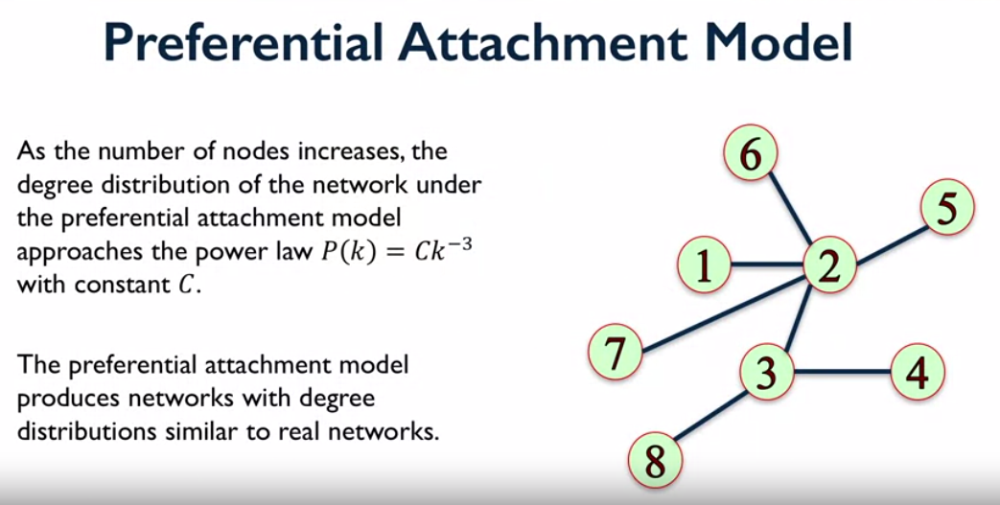 Preferential Attachment Model
As the number of nodes increases, the
degree distribution of the network under
the preferential attachment model
approaches the power law P(k) = Ck⁻³
with constant C.
The preferential attachment model
produces networks with degree
distributions similar to real networks.
6
5
1
2
7
3
4
8